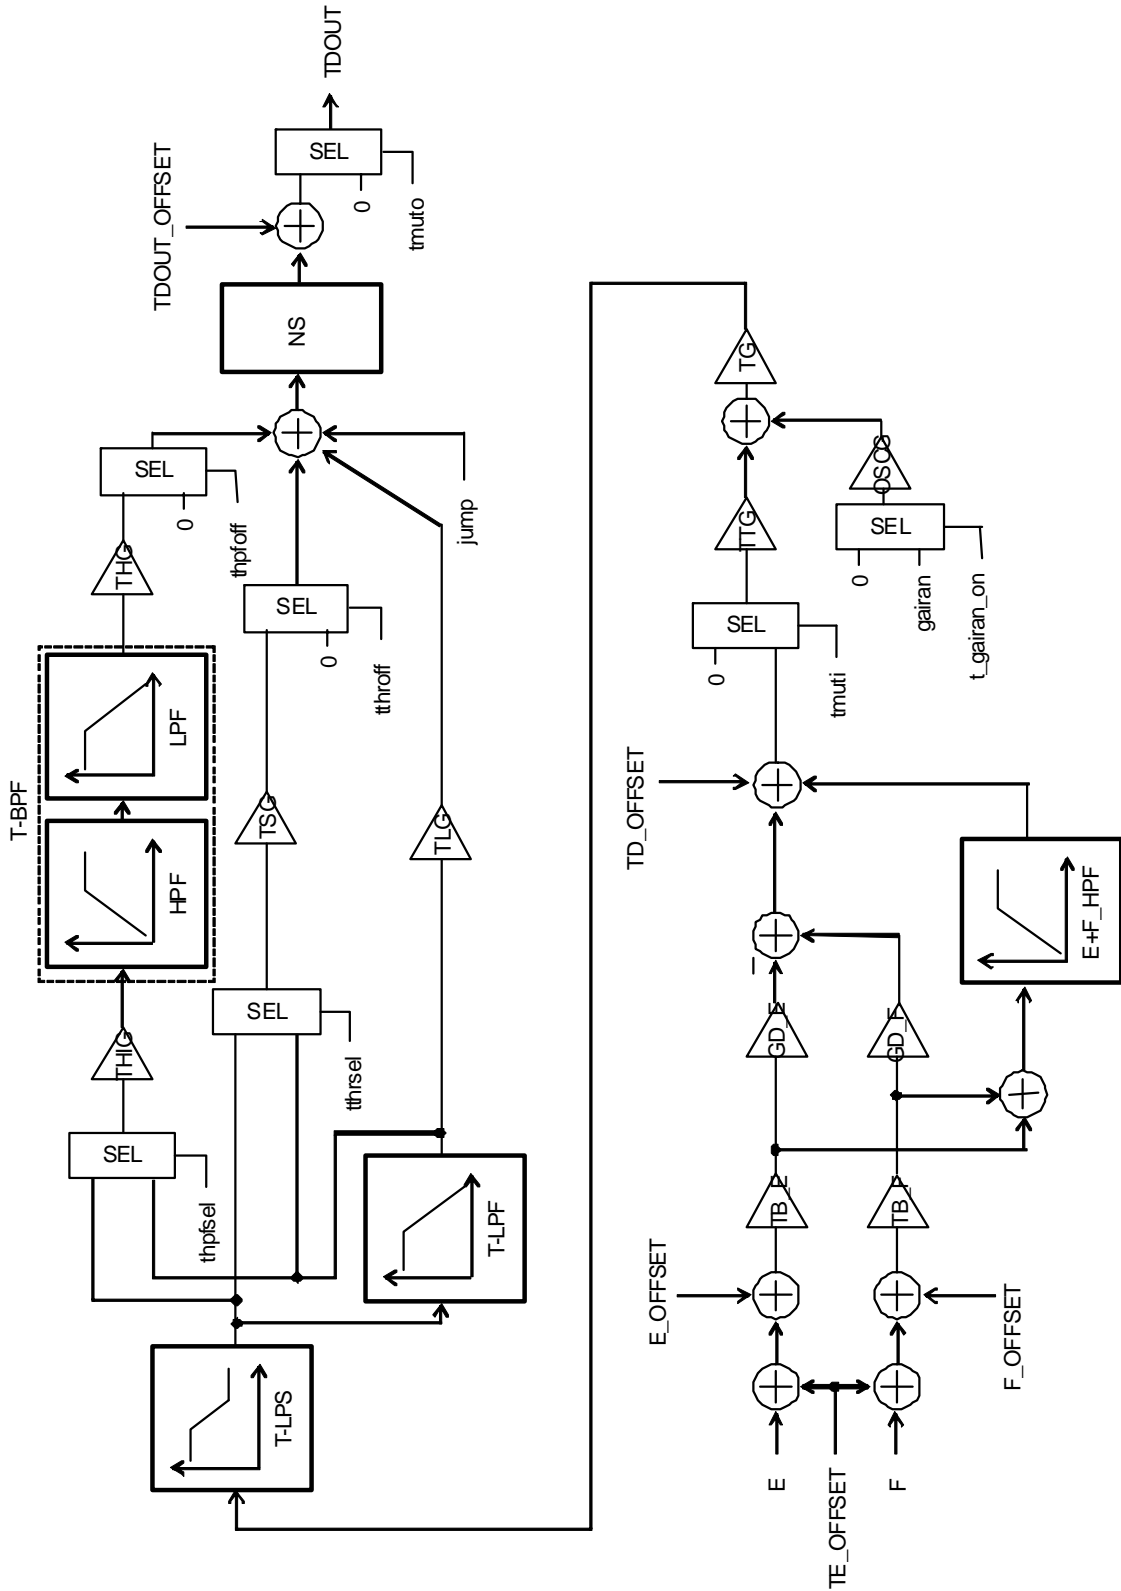 T-BPF
TDOUT_OFFSET
THIG
HPF
LPF
THG
SEL
0
thpfoff
SEL
thpfsel
T-LPS
SEL
tthrsel
TSG
SEL
0
tthroff
T-LPF
TLG
jump
NS
SEL
0
tmuto
TDOUT
E
TE_OFFSET
F
E_OFFSET
F_OFFSET
TB_E
TB_F
GD_E
GD_F
E+F_HPF
TD_OFFSET
0
SEL
tmuti
TTG
0
gairan
SEL
t_gairan_on
OSCG
TG